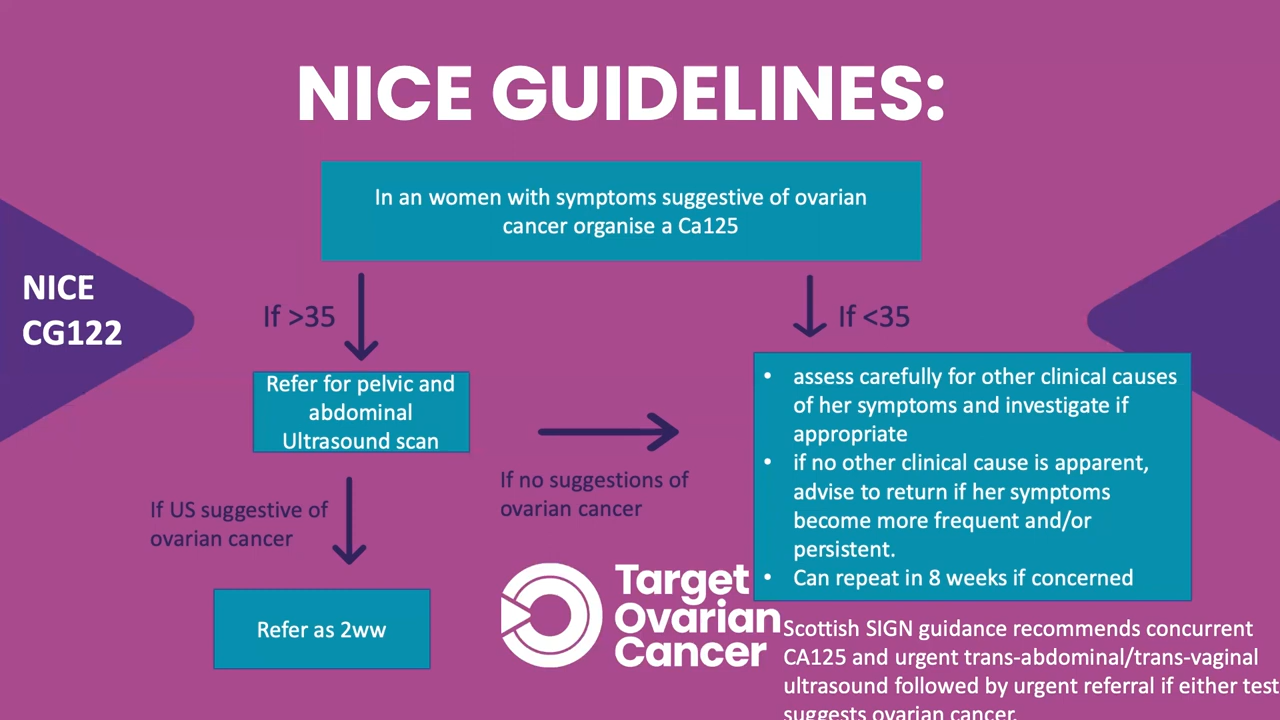 NICE GUIDELINES:
In an women with symptoms suggestive of ovarian
cancer organise a Ca125
NICE
CG122
If >35
If <35
Refer for pelvic and
abdominal
Ultrasound scan
• assess carefully for other clinical causes
of her symptoms and investigate if
appropriate
• if no other clinical cause is apparent,
advise to return if her symptoms
become more frequent and/or
persistent.
• Can repeat in 8 weeks if concerned
If no suggestions of
ovarian cancer
If US suggestive of
ovarian cancer
Refer as 2ww
Target
Ovarian
Cancer
Scottish SIGN guidance recommends concurrent
CA125 and urgent trans-abdominal/trans-vaginal
ultrasound followed by urgent referral if either test
suggests ovarian cancer.